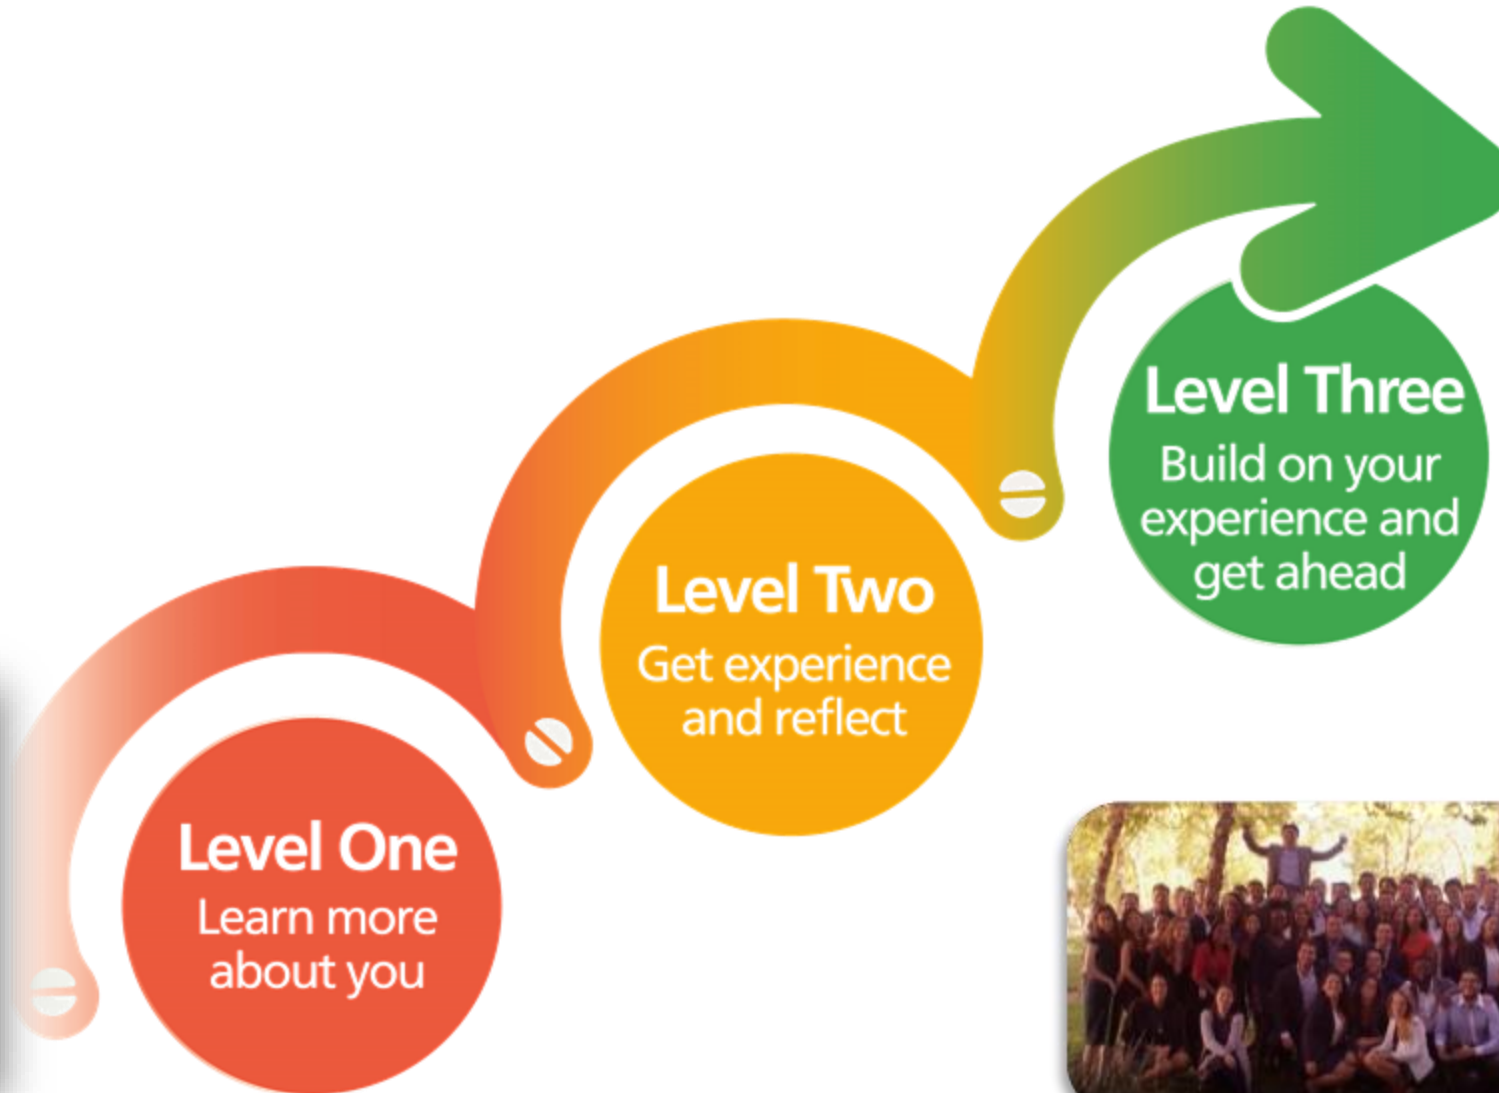 Level One
Learn more
about you
Level Two
Get experience
and reflect
Level Three
Build on your
experience and
get ahead